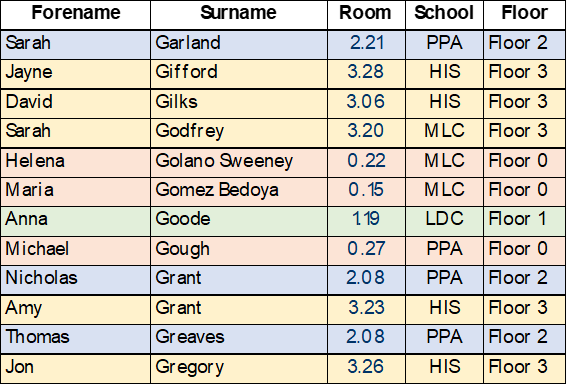 Forename Surname Room School Floor
Sarah Garland 2.21 PPA Floor 2
Jayne Gifford 3.28 HIS Floor 3
David Gilks 3.06 HIS Floor 3
Sarah Godfrey 3.20 MLC Floor 3
Helena Golano Sweeney 0.22 MLC Floor 0
Maria Gomez Bedoya 0.15 MLC Floor 0
Anna Goode 1.19 LDC Floor 1
Michael Gough 0.27 PPA Floor 0
Nicholas Grant 2.08 PPA Floor 2
Amy Grant 3.23 HIS Floor 3
Thomas Greaves 2.08 PPA Floor 2
Jon Gregory 3.26 HIS Floor 3